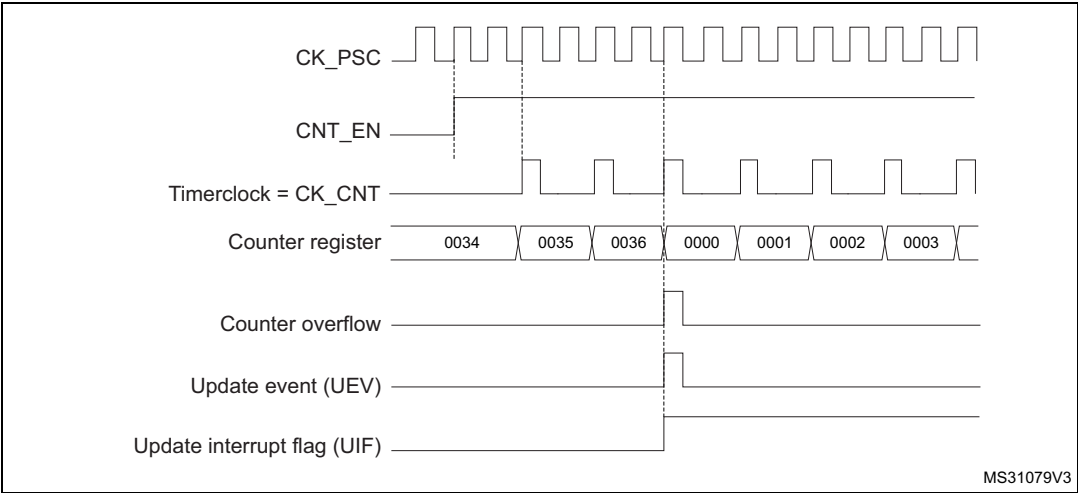 CK_PSC
CNT_EN
Timerclock = CK_CNT
Counter register 0034 0035 0036 0000 0001 0002 0003
Counter overflow
Update event (UEV)
Update interrupt flag (UIF)
MS31079V3